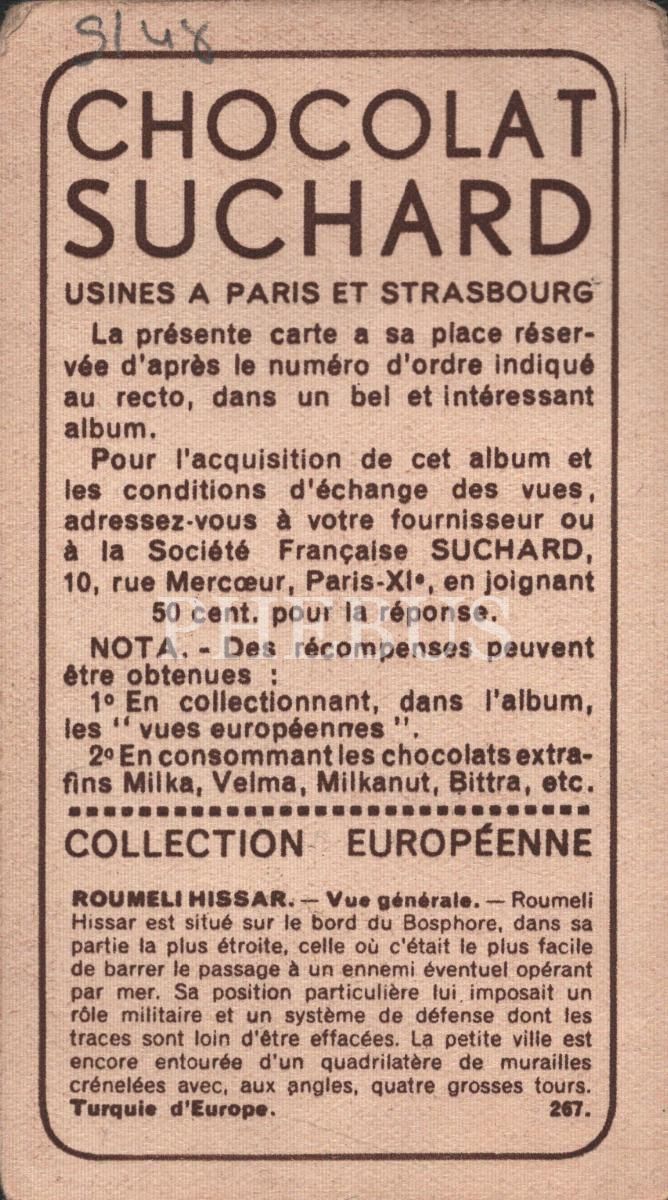 9/48
CHOCOLAT
SUCHARD
USINES A PARIS ET STRASBOURG
La présente carte a sa place réser-
vée d'après le numéro d'ordre indiqué
au recto, dans un bel et intéressant
album.
Pour l'acquisition de cet album et
les conditions d'échange des vues,
adressez-vous à votre fournisseur ou
à la Société Française SUCHARD,
10, rue Mercœur, Paris-XIe, en joignant
50 cent. pour la réponse.
PHEBUS
NOTA. - Des récompenses peuvent
être obtenues :
1o En collectionnant, dans l'album,
les " vues européennes ".
2o En consommant les chocolats extra-
fins Milka, Velma, Milkanut, Bittra, etc.
COLLECTION EUROPÉENNE
ROUMELI HISSAR. — Vue générale. — Roumeli
Hissar est situé sur le bord du Bosphore, dans sa
partie la plus étroite, celle où c'était le plus facile
de barrer le passage à un ennemi éventuel opérant
par mer. Sa position particulière lui imposait un
rôle militaire et un système de défense dont les
traces sont loin d'être effacées. La petite ville est
encore entourée d'un quadrilatère de murailles
crénelées avec, aux angles, quatre grosses tours.
Turquie d'Europe. 267.